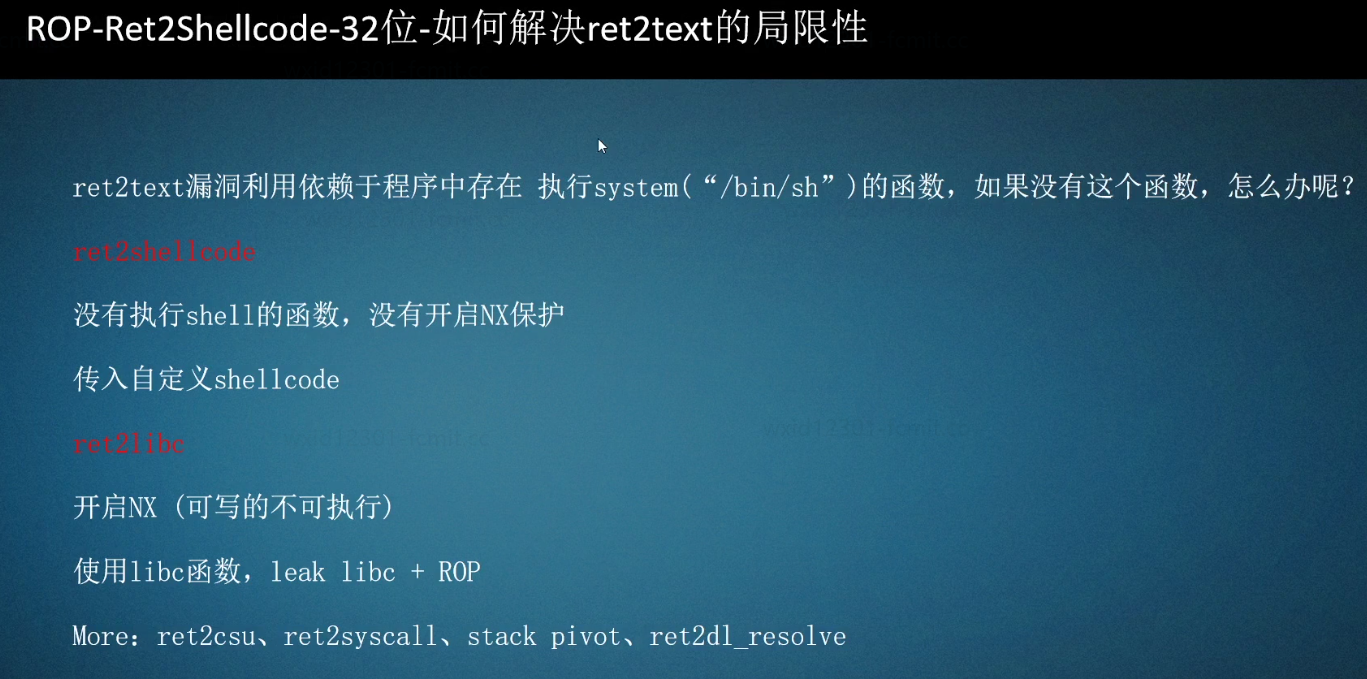 ROP-Ret2Shellcode-32位-如何解决ret2text的局限性
ret2text漏洞利用依赖于程序中存在 执行system(“/bin/sh”)的函数，如果没有这个函数，怎么办呢？
ret2shellcode
没有执行shell的函数，没有开启NX保护
传入自定义shellcode
ret2libc
开启NX (可写的不可执行)
使用libc函数，leak libc + ROP
More：ret2csu、ret2syscall、stack pivot、ret2dl_resolve